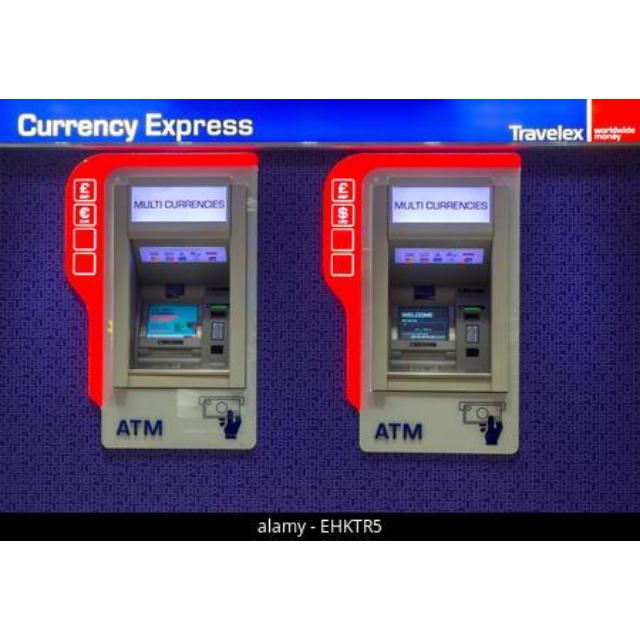 Currency Express
Travelex
worldwide
money
£
€
MULTI CURRENCIES
ATM
£
$
MULTI CURRENCIES
WELCOME
ATM
alamy - EHKTR5